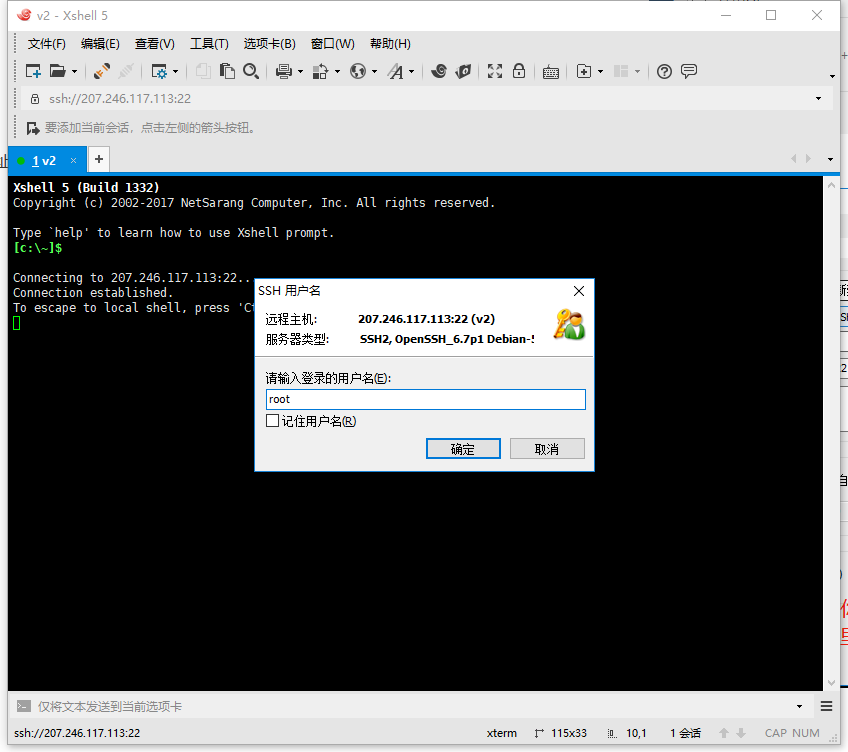 v2 - Xshell 5
文件(F) 编辑(E) 查看(V) 工具(T) 选项卡(B) 窗口(W) 帮助(H)
ssh://207.246.117.113:22
要添加当前会话，点击左侧的箭头按钮。
1 v2
Xshell 5 (Build 1332)
Copyright (c) 2002-2017 NetSarang Computer, Inc. All rights reserved.
Type `help' to learn how to use Xshell prompt.
[c:\~]$
Connecting to 207.246.117.113:22..
Connection established.
To escape to local shell, press 'Ct
SSH 用户名
远程主机: 207.246.117.113:22 (v2)
服务器类型: SSH2, OpenSSH_6.7p1 Debian-5
请输入登录的用户名(E):
root
记住用户名(R)
确定 取消
仅将文本发送到当前选项卡
ssh://207.246.117.113:22 xterm 115x33 10,1 1 会话 CAP NUM